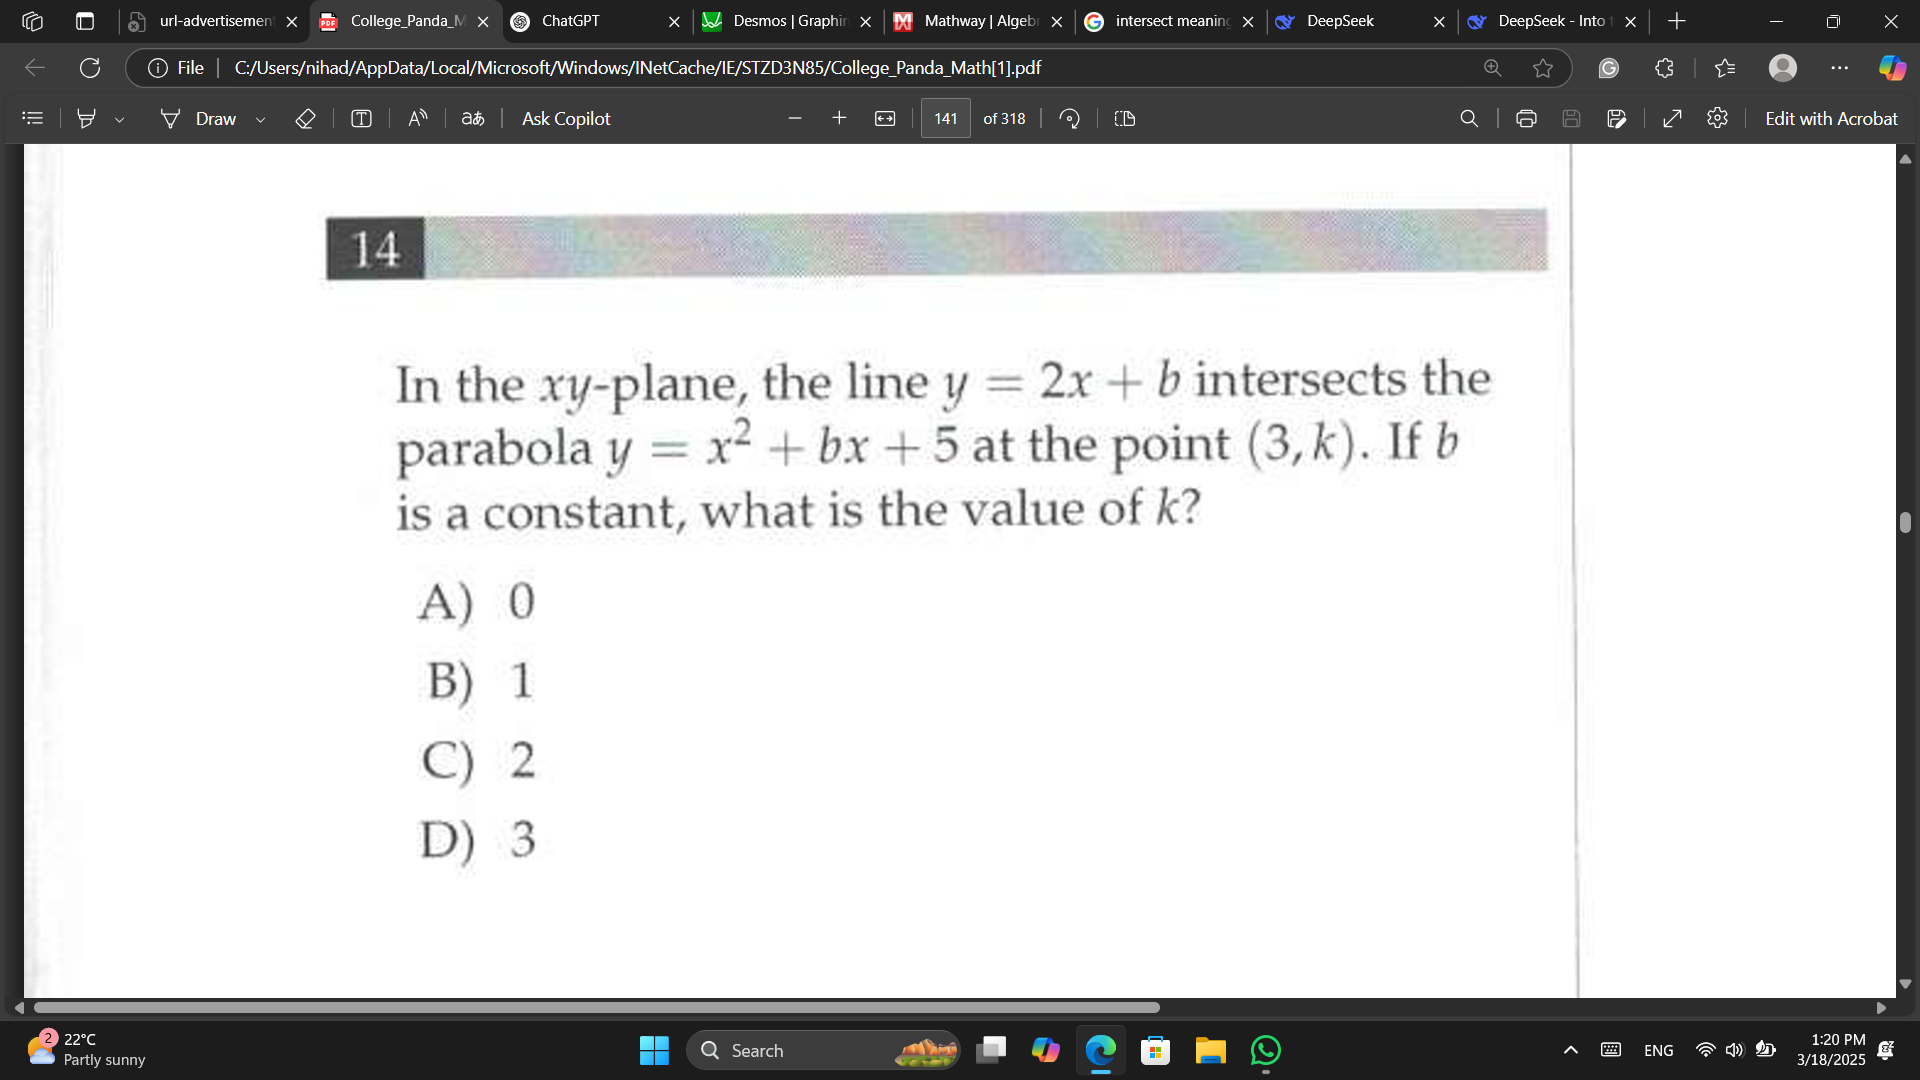 url-advertisement
College_Panda_M
ChatGPT
Desmos | Graphin
Mathway | Algeb
intersect meaning
DeepSeek
DeepSeek - Into
File
C:/Users/nihad/AppData/Local/Microsoft/Windows/INetCache/IE/STZD3N85/College_Panda_Math[1].pdf
Draw
Ask Copilot
141
of 318
Edit with Acrobat
14
In the xy-plane, the line y = 2x + b intersects the
parabola y = x² + bx + 5 at the point (3, k). If b
is a constant, what is the value of k?
A) 0
B) 1
C) 2
D) 3
2
22°C
Partly sunny
Search
ENG
1:20 PM
3/18/2025